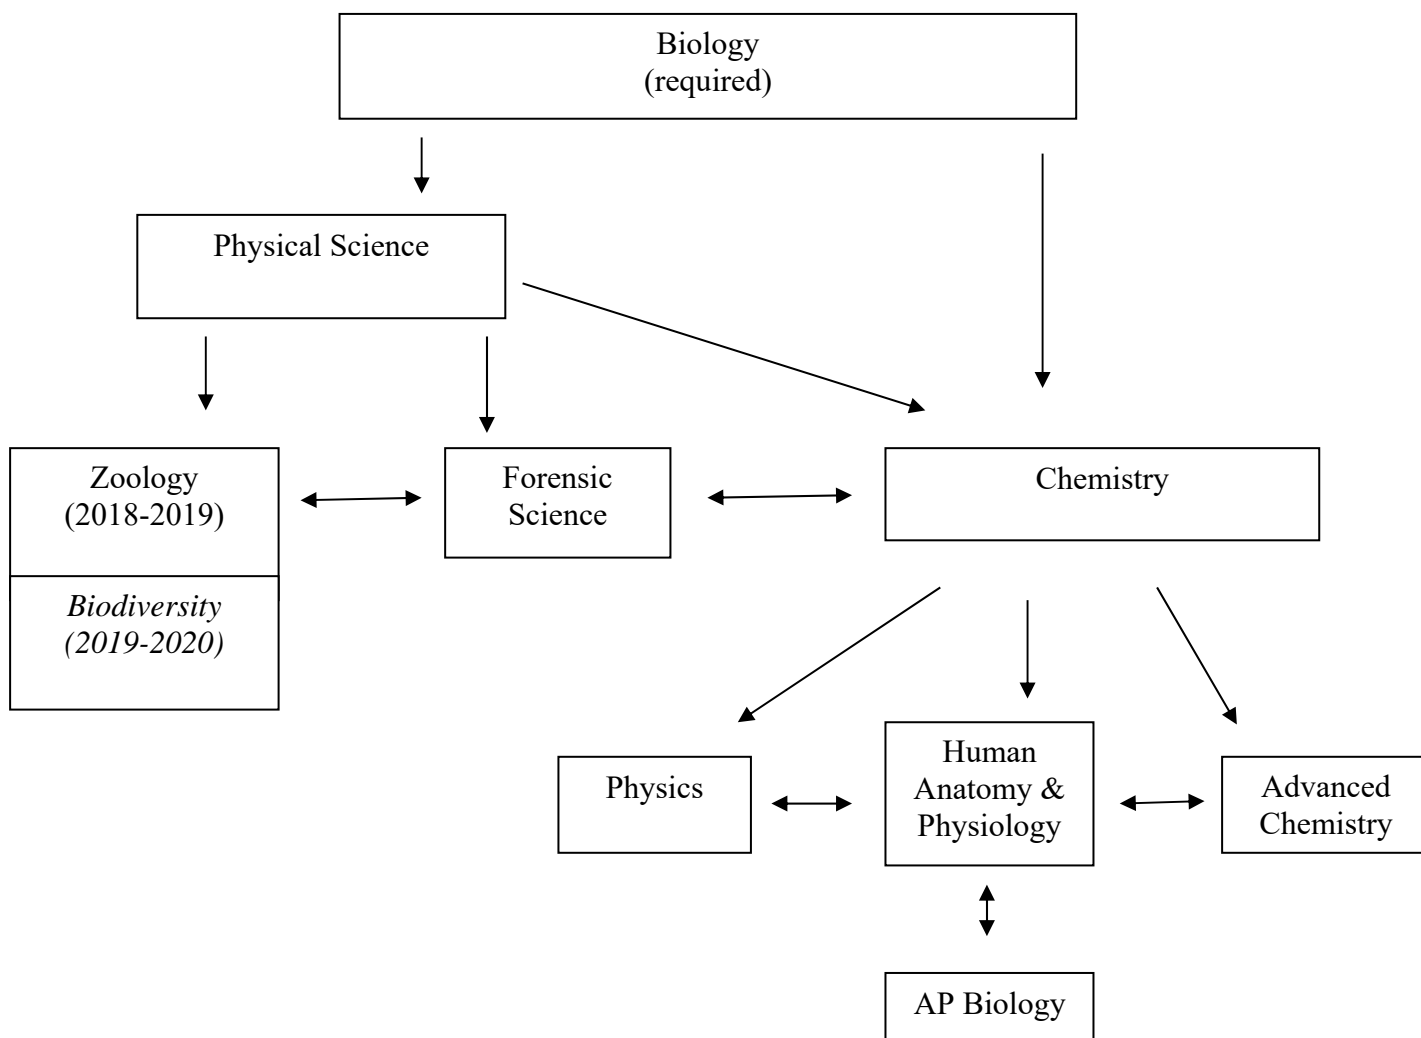 Biology
(required)
Physical Science
Zoology
(2018-2019)
Biodiversity
(2019-2020)
Forensic
Science
Chemistry
Physics
Human
Anatomy &
Physiology
Advanced
Chemistry
AP Biology